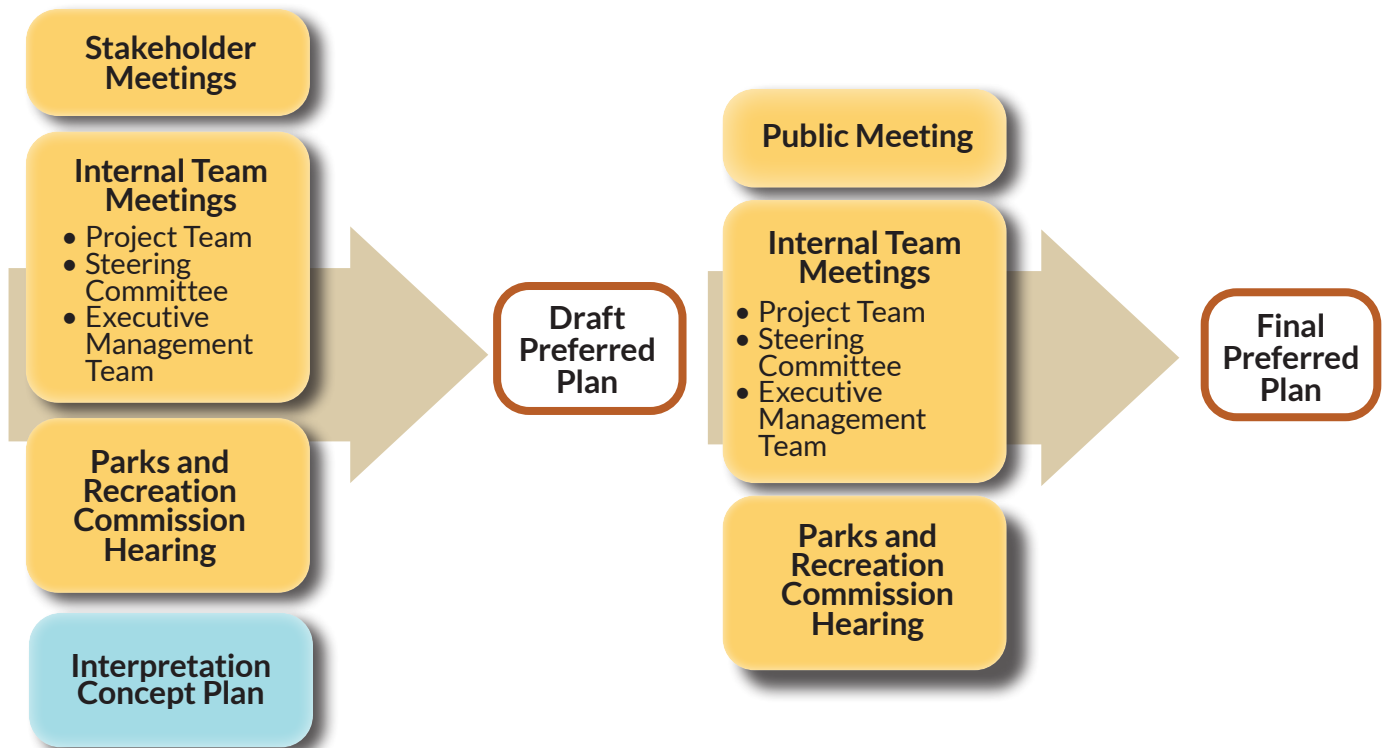 Stakeholder
Meetings
Internal Team
Meetings
• Project Team
• Steering
Committee
• Executive
Management
Team
Parks and
Recreation
Commission
Hearing
Interpretation
Concept Plan
Draft
Preferred
Plan
Public Meeting
Internal Team
Meetings
• Project Team
• Steering
Committee
• Executive
Management
Team
Parks and
Recreation
Commission
Hearing
Final
Preferred
Plan